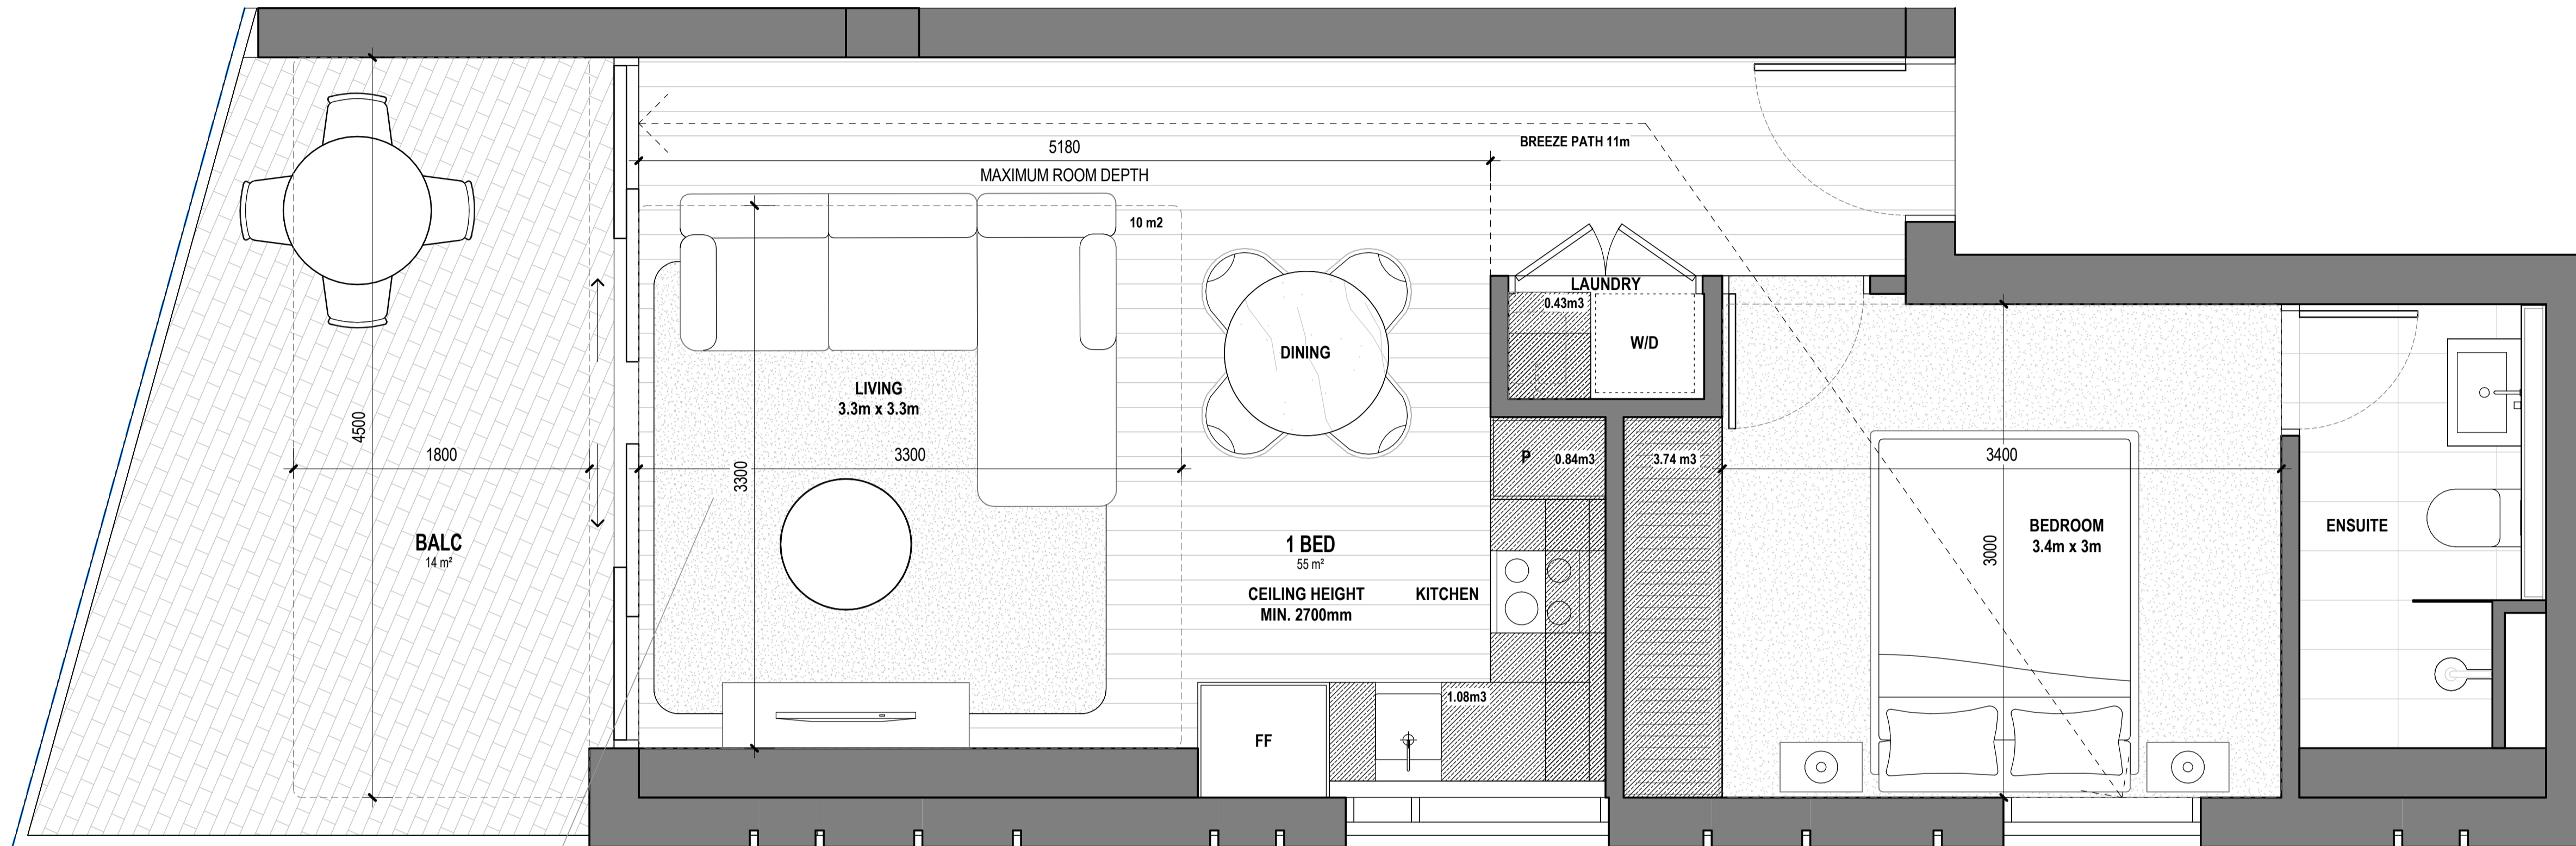 BREEZE PATH 11m
5180
MAXIMUM ROOM DEPTH
10 m2
LAUNDRY
0.43m3
W/D
DINING
LIVING
3.3m x 3.3m
4500
1800
3300
3300
P
0.84m3
3.74 m3
3400
BALC
14 m²
1 BED
55 m²
CEILING HEIGHT
MIN. 2700mm
KITCHEN
3000
BEDROOM
3.4m x 3m
ENSUITE
1.08m3
FF